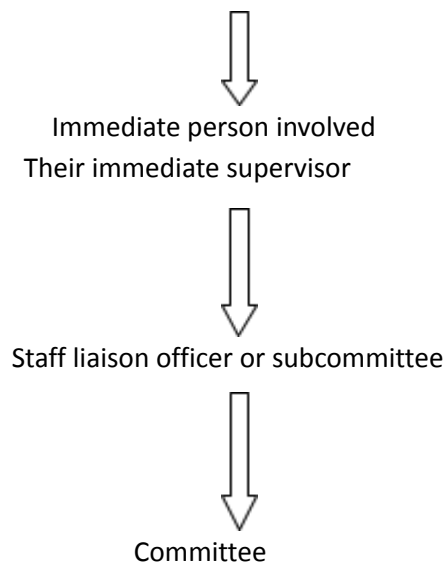 Immediate person involved
Their immediate supervisor
Staff liaison officer or subcommittee
Committee